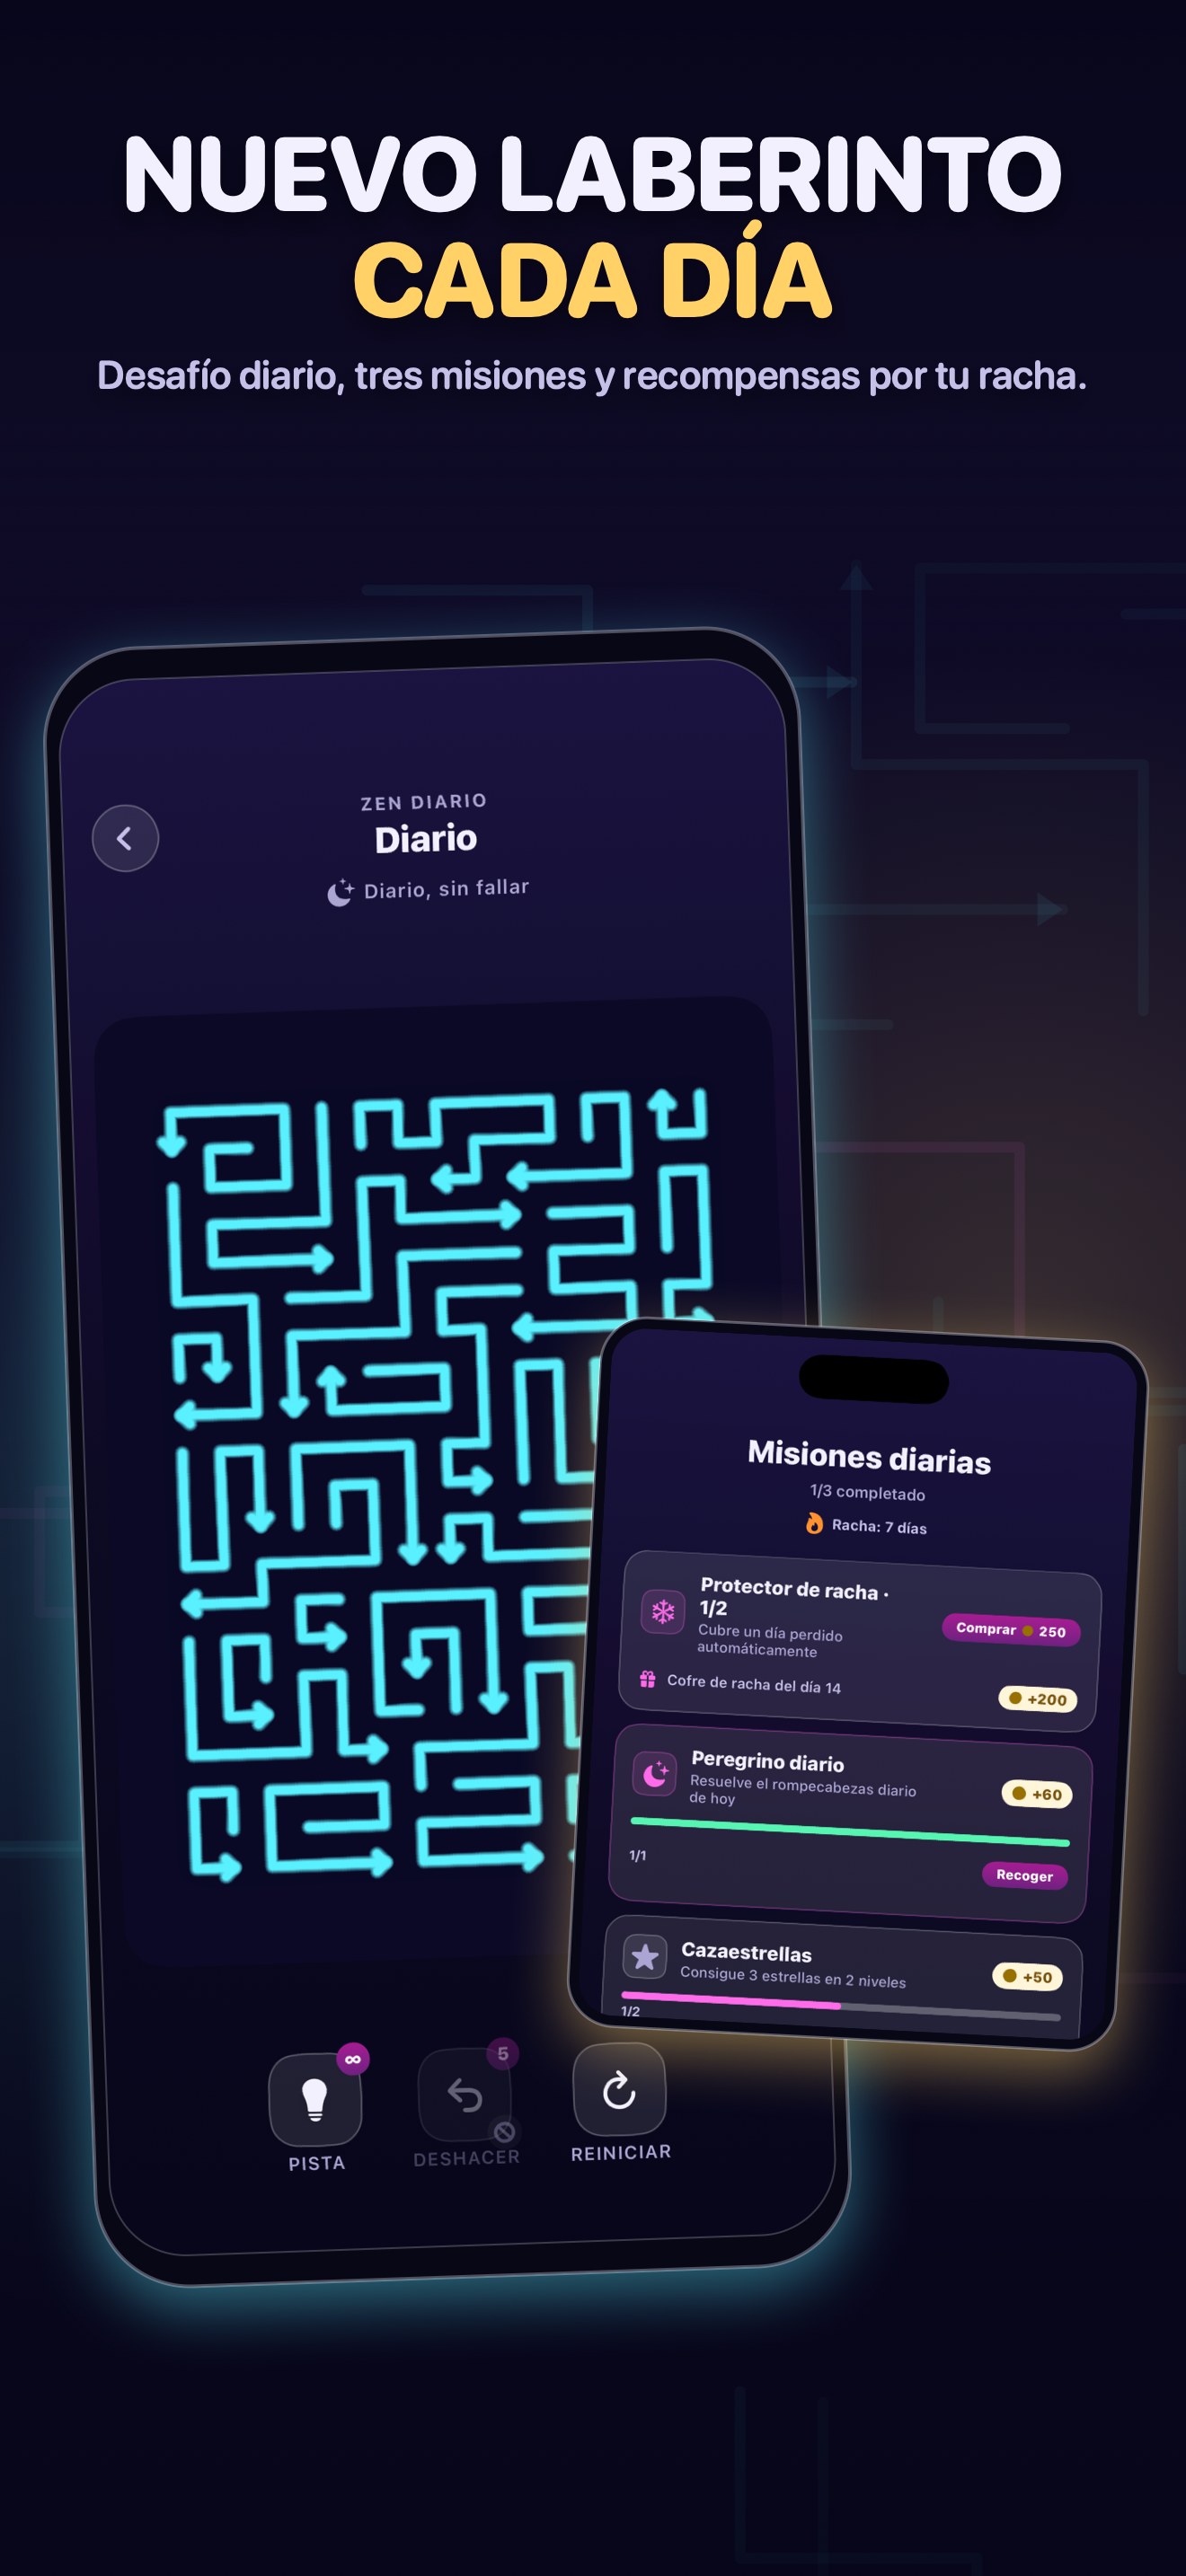 NUEVO LABERINTO
CADA DÍA
Desafío diario, tres misiones y recompensas por tu racha.
ZEN DIARIO
Diario
Diario, sin fallar
Misiones diarias
1/3 completado
Racha: 7 días
Protector de racha ·
1/2
Cubre un día perdido
automáticamente
Comprar 250
Cofre de racha del día 14
+200
Peregrino diario
Resuelve el rompecabezas diario
de hoy
+60
1/1
Recoger
Cazaestrellas
Consigue 3 estrellas en 2 niveles
+50
1/2
∞
5
PISTA
DESHACER
REINICIAR